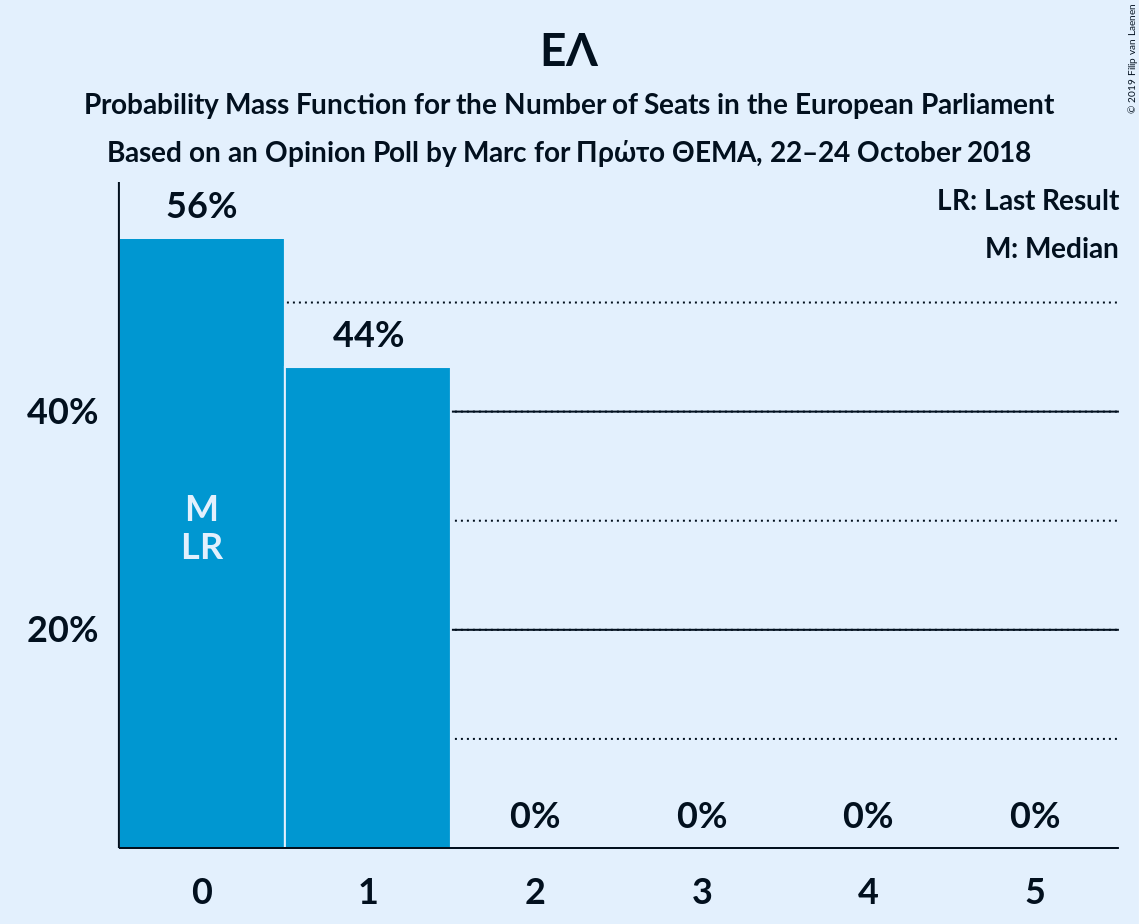 ΕΛ
Probability Mass Function for the Number of Seats in the European Parliament
Based on an Opinion Poll by Marc for Πρώτο ΘΕΜΑ, 22–24 October 2018
© 2019 Filip van Laenen
LR: Last Result
M: Median
56%
44%
40%
M
LR
20%
0% 0% 0% 0%
0 1 2 3 4 5